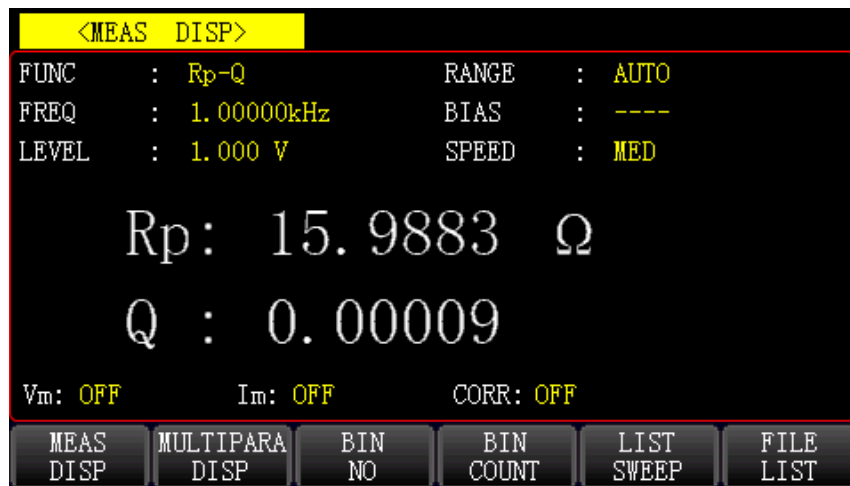 <MEAS DISP>
FUNC : Rp-Q RANGE : AUTO
FREQ : 1.00000kHz BIAS : ----
LEVEL : 1.000 V SPEED : MED
Rp: 15.9883 Ω
Q : 0.00009
Vm: OFF Im: OFF CORR: OFF
MEAS MULTIPARA BIN BIN LIST FILE
DISP DISP NO COUNT SWEEP LIST